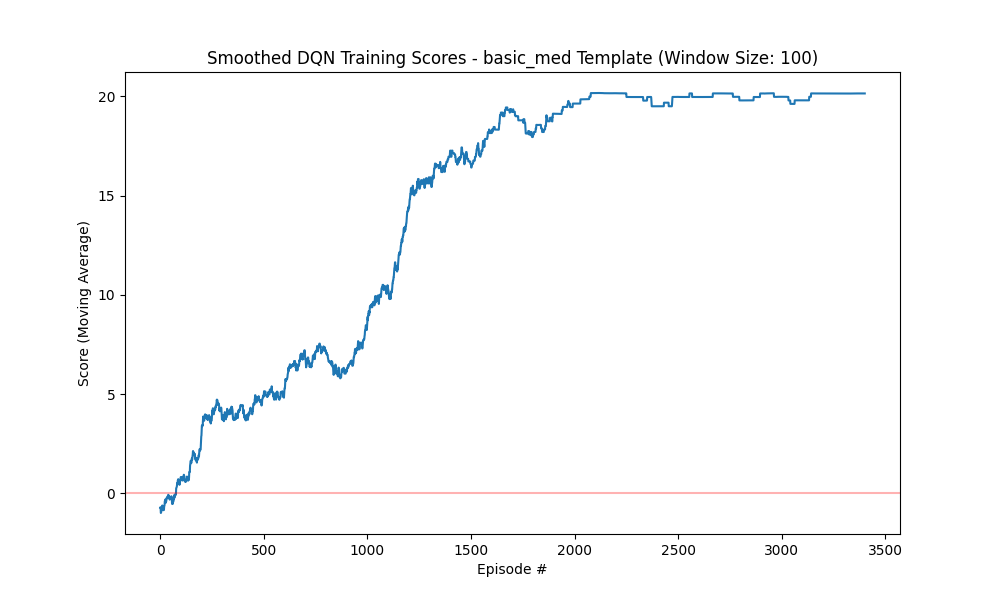 Smoothed DQN Training Scores - basic_med Template (Window Size: 100)
Score (Moving Average)
20
15
10
5
0
0 500 1000 1500 2000 2500 3000 3500
Episode #